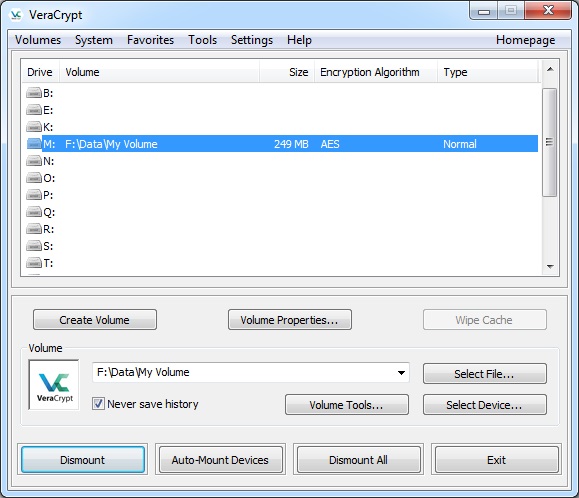 VeraCrypt
Volumes System Favorites Tools Settings Help Homepage
Drive Volume Size Encryption Algorithm Type
B:
E:
K:
M: F:\Data\My Volume 249 MB AES Normal
N:
O:
P:
Q:
R:
S:
T:
Create Volume Volume Properties... Wipe Cache
Volume
F:\Data\My Volume Select File...
VeraCrypt
Never save history Volume Tools... Select Device...
Dismount Auto-Mount Devices Dismount All Exit